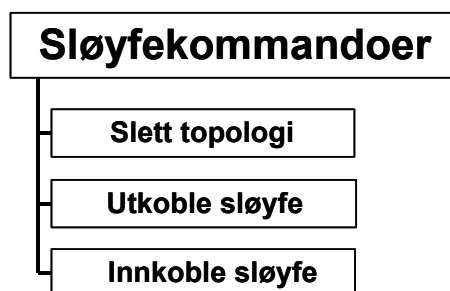 Sløyfekommandoer
Slett topologi
Utkoble sløyfe
Innkoble sløyfe